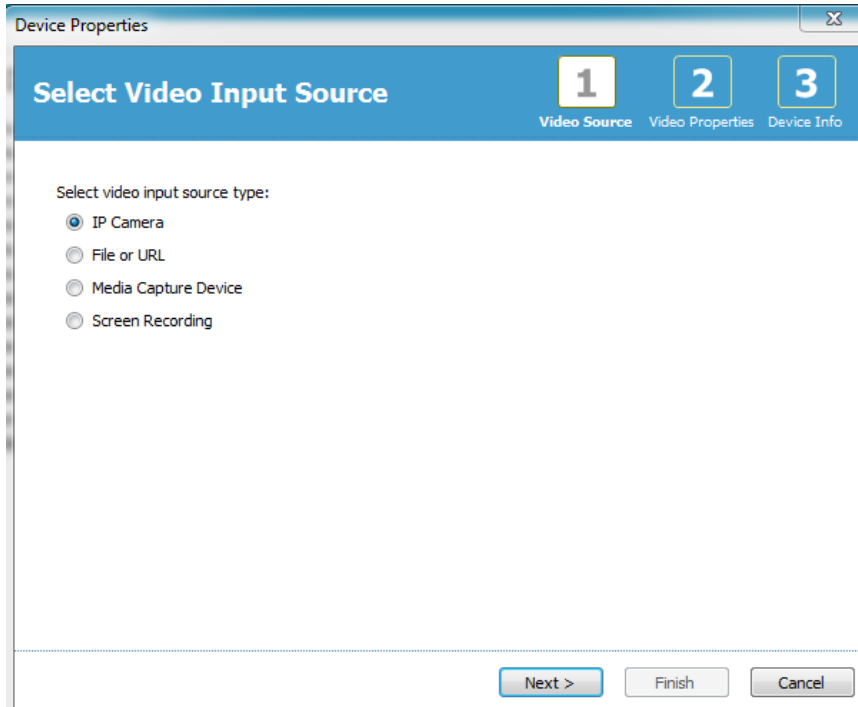 Device Properties
Select Video Input Source
1 2 3
Video Source Video Properties Device Info
Select video input source type:
IP Camera
File or URL
Media Capture Device
Screen Recording
Next > Finish Cancel